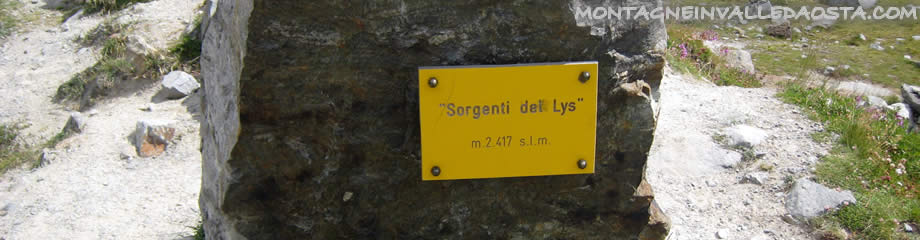 MONTAGNEINVALLEDAOSTA.COM
"Sorgenti del Lys"
m.2.417 s.l.m.